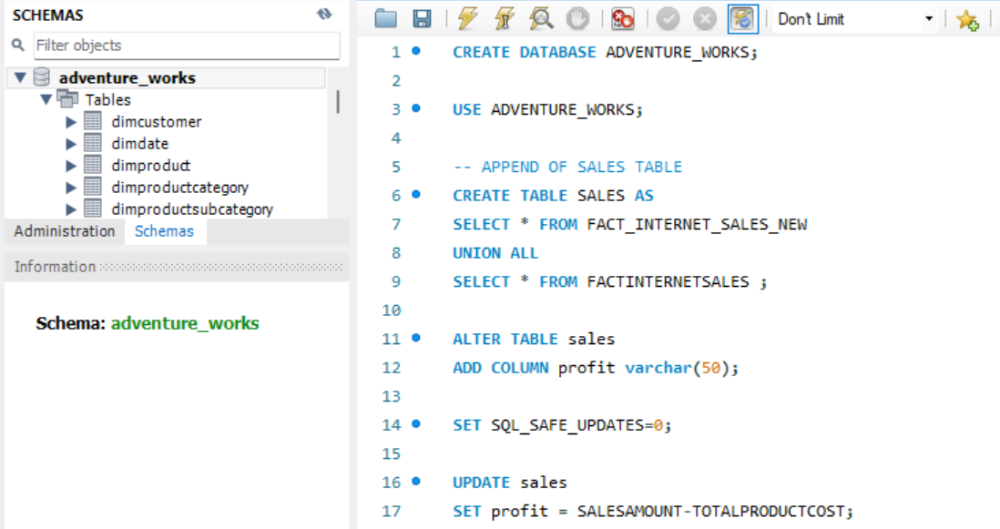 SCHEMAS
Filter objects
adventure_works
Tables
dimcustomer
dimdate
dimproduct
dimproductcategory
dimproductsubcategory
Administration Schemas
Information
Schema: adventure_works
Don't Limit
1 CREATE DATABASE ADVENTURE_WORKS;
2
3 USE ADVENTURE_WORKS;
4
5 -- APPEND OF SALES TABLE
6 CREATE TABLE SALES AS
7 SELECT * FROM FACT_INTERNET_SALES_NEW
8 UNION ALL
9 SELECT * FROM FACTINTERNETSALES ;
10
11 ALTER TABLE sales
12 ADD COLUMN profit varchar(50);
13
14 SET SQL_SAFE_UPDATES=0;
15
16 UPDATE sales
17 SET profit = SALESAMOUNT-TOTALPRODUCTCOST;